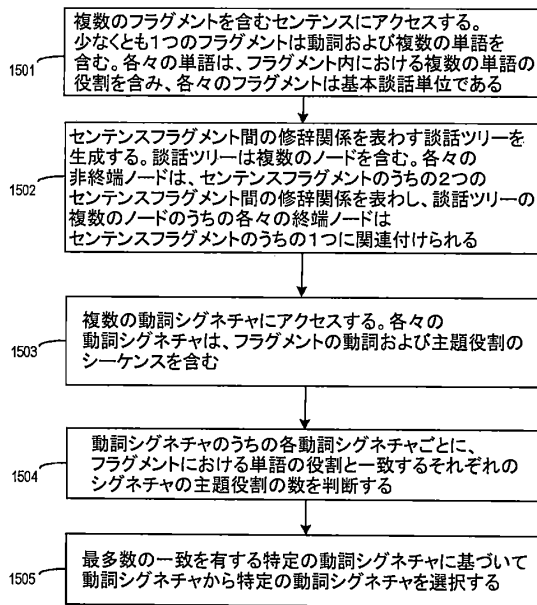 複数のフラグメントを含むセンテンスにアクセスする。
少なくとも1つのフラグメントは動詞および複数の単語を
含む。各々の単語は、フラグメント内における複数の単語の
役割を含み、各々のフラグメントは基本談話単位である
1501
センテンスフラグメント間の修辞関係を表わす談話ツリーを
生成する。談話ツリーは複数のノードを含む。各々の
非終端ノードは、センテンスフラグメントのうちの2つの
センテンスフラグメント間の修辞関係を表わし、談話ツリーの
複数のノードのうちの各々の終端ノードは
センテンスフラグメントのうちの1つに関連付けられる
1502
複数の動詞シグネチャにアクセスする。各々の
動詞シグネチャは、フラグメントの動詞および主題役割の
シーケンスを含む
1503
動詞シグネチャのうちの各動詞シグネチャごとに、
フラグメントにおける単語の役割と一致するそれぞれの
シグネチャの主題役割の数を判断する
1504
最多数の一致を有する特定の動詞シグネチャに基づいて
動詞シグネチャから特定の動詞シグネチャを選択する
1505